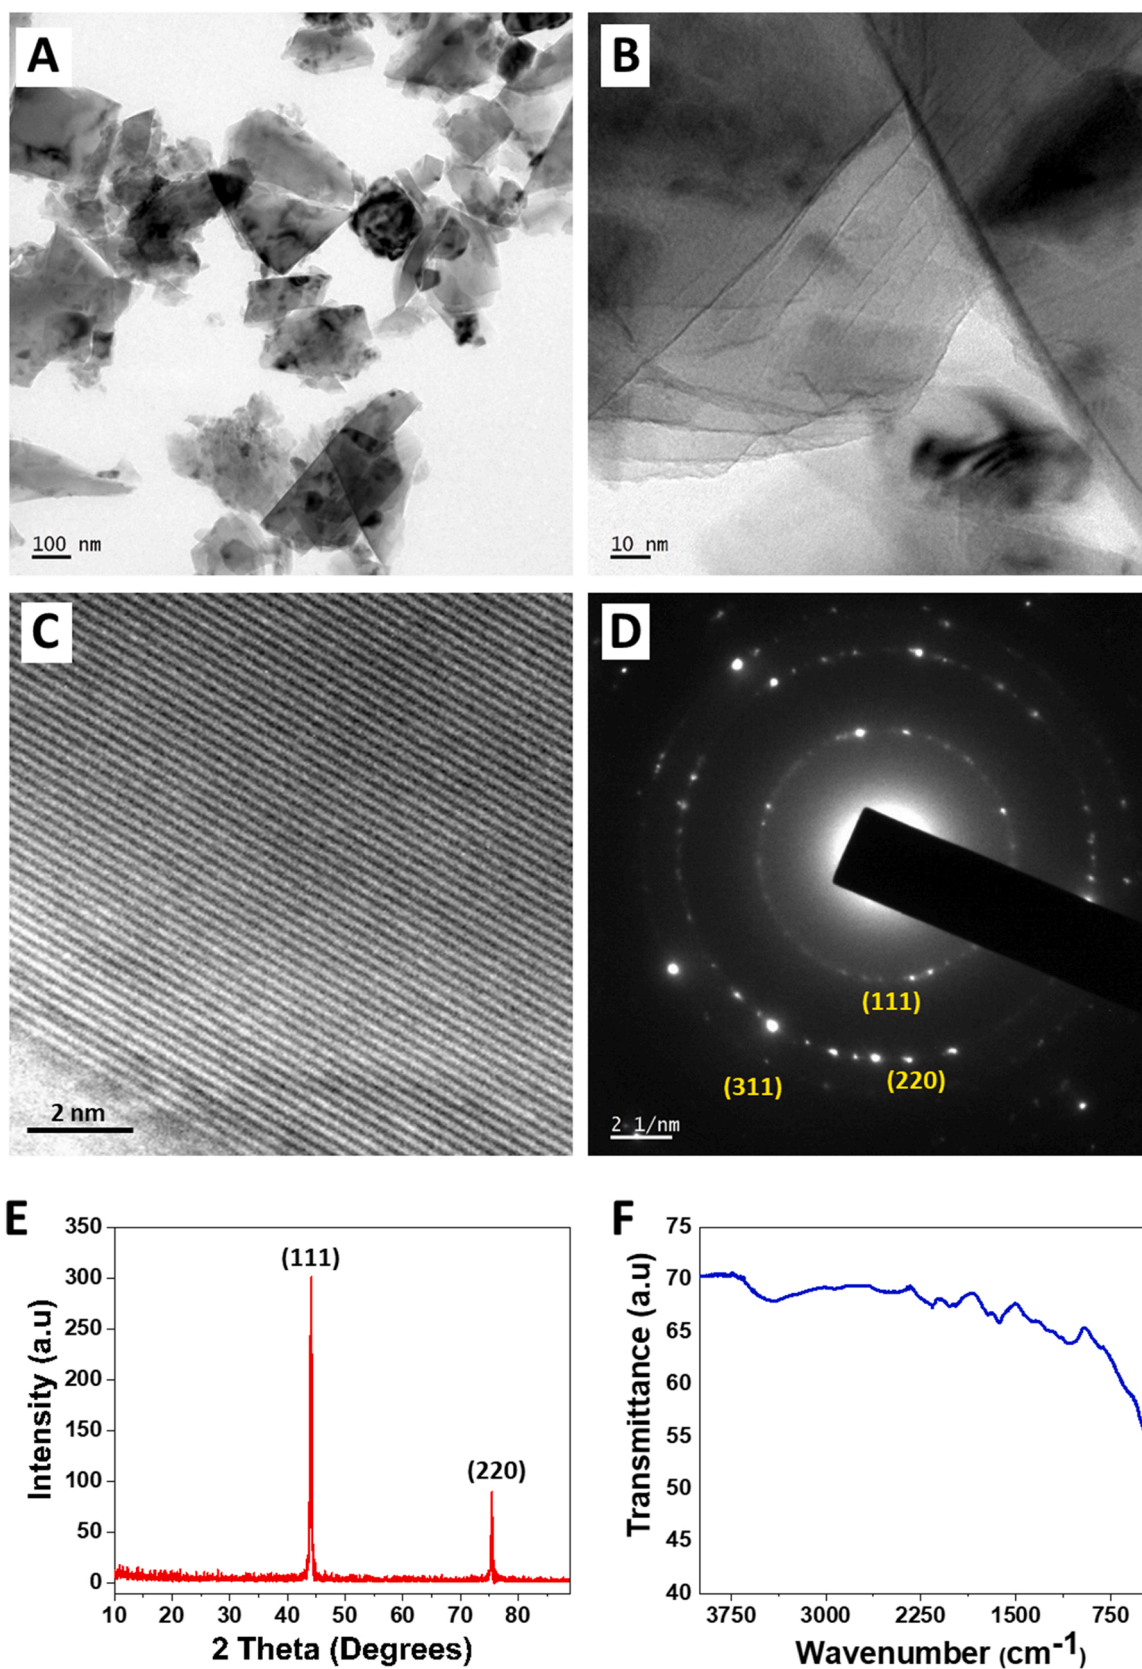 A
B
100 nm
10 nm
C
D
2 nm
(111)
(220)
(311)
2 1/nm
E
F
350
300
250
200
150
100
50
0
Intensity (a.u)
(111)
(220)
10 20 30 40 50 60 70 80
2 Theta (Degrees)
75
70
65
60
55
50
45
40
Transmittance (a.u)
3750 3000 2250 1500 750
Wavenumber (cm-1)